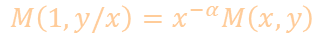 M(1, y/x) = x^{-α}M(x, y)